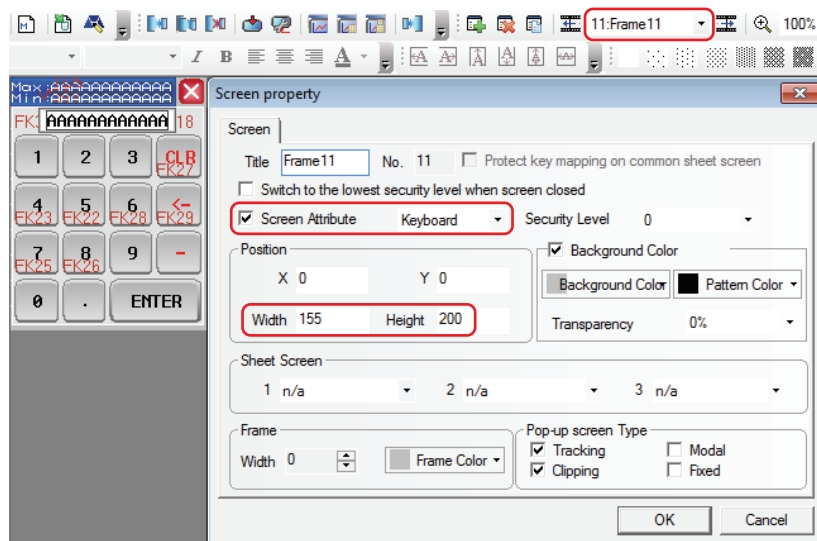 11:Frame11
100%
I B A
Max :AAAAAAAAAAAA
Min :AAAAAAAAAAAA
AAAAAAAAAAAA 18
1 2 3 CLR
FK27
4 5 6 <-
FK23 FK22 FK28 FK29
7 8 9 -
FK25 FK26
0 . ENTER
Screen property
Screen
Title Frame11 No. 11 Protect key mapping on common sheet screen
Switch to the lowest security level when screen closed
Screen Attribute Keyboard Security Level 0
Position
X 0 Y 0
Width 155 Height 200
Background Color
Background Color Pattern Color
Transparency 0%
Sheet Screen
1 n/a 2 n/a 3 n/a
Frame
Width 0 Frame Color
Pop-up screen Type
Tracking Modal
Clipping Fixed
OK Cancel